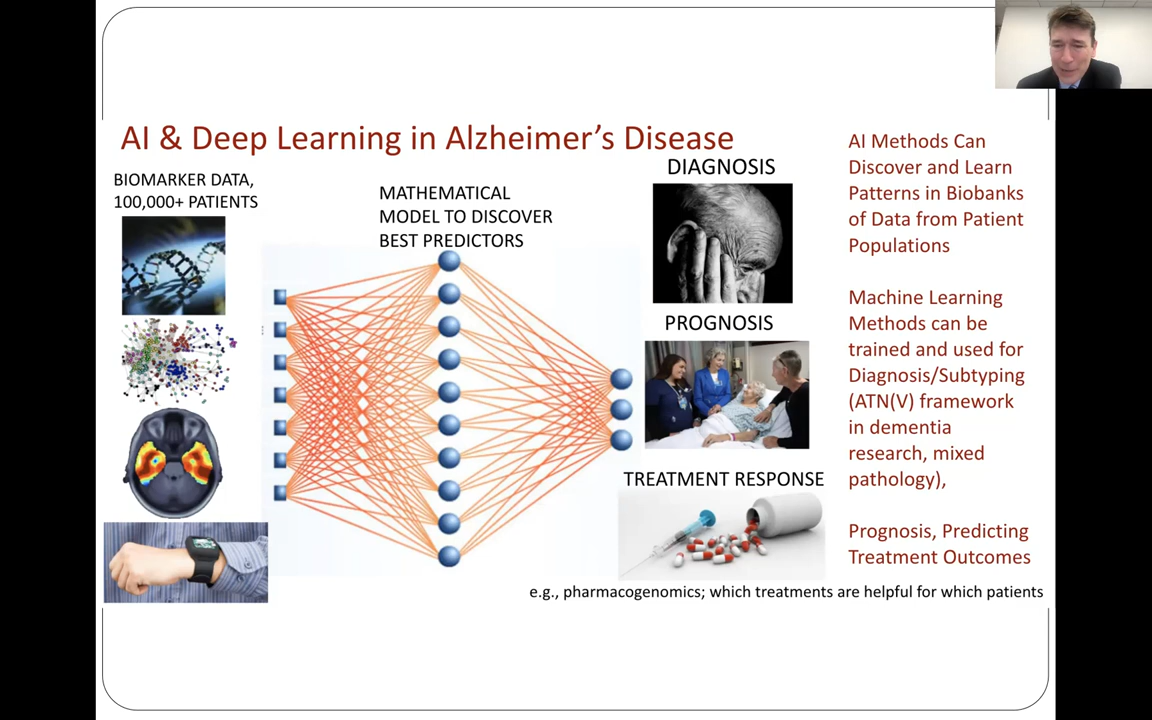 AI & Deep Learning in Alzheimer’s Disease
BIOMARKER DATA,
100,000+ PATIENTS
MATHEMATICAL
MODEL TO DISCOVER
BEST PREDICTORS
DIAGNOSIS
PROGNOSIS
TREATMENT RESPONSE
e.g., pharmacogenomics; which treatments are helpful for which patients
AI Methods Can
Discover and Learn
Patterns in Biobanks
of Data from Patient
Populations
Machine Learning
Methods can be
trained and used for
Diagnosis/Subtyping
(ATN(V) framework
in dementia
research, mixed
pathology),
Prognosis, Predicting
Treatment Outcomes